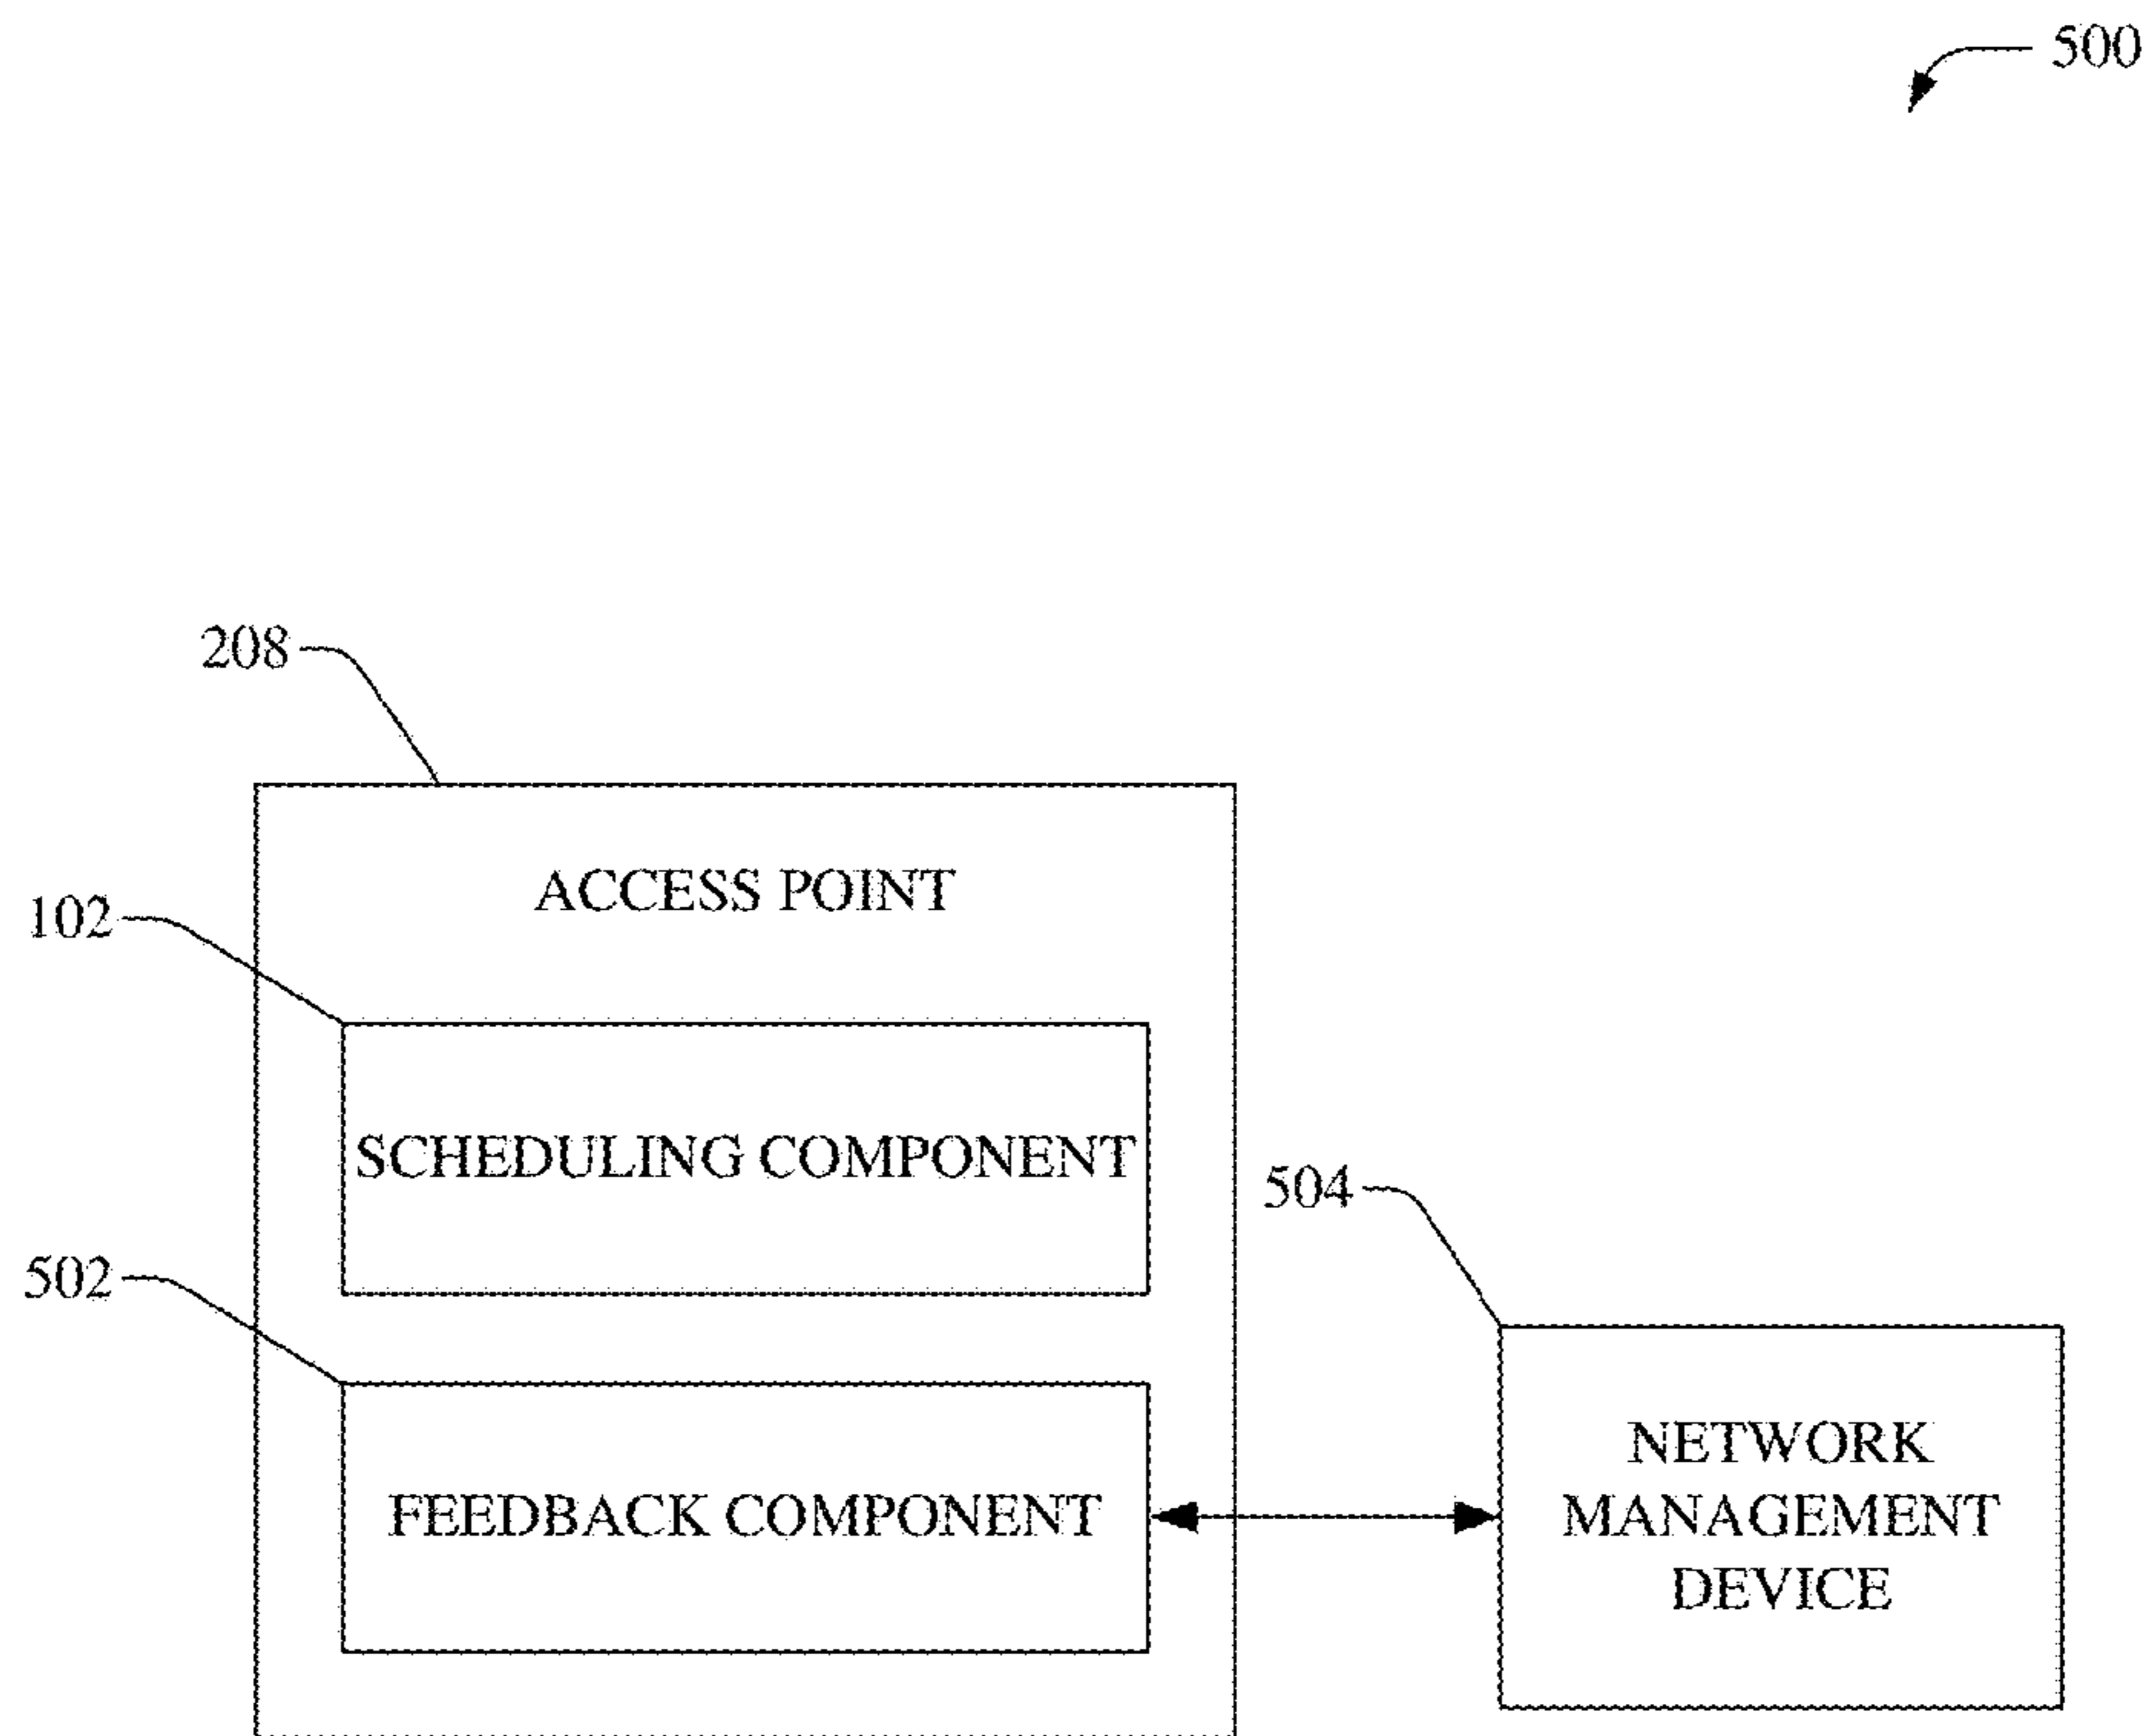 500
208
ACCESS POINT
102
SCHEDULING COMPONENT
504
502
FEEDBACK COMPONENT
NETWORK
MANAGEMENT
DEVICE